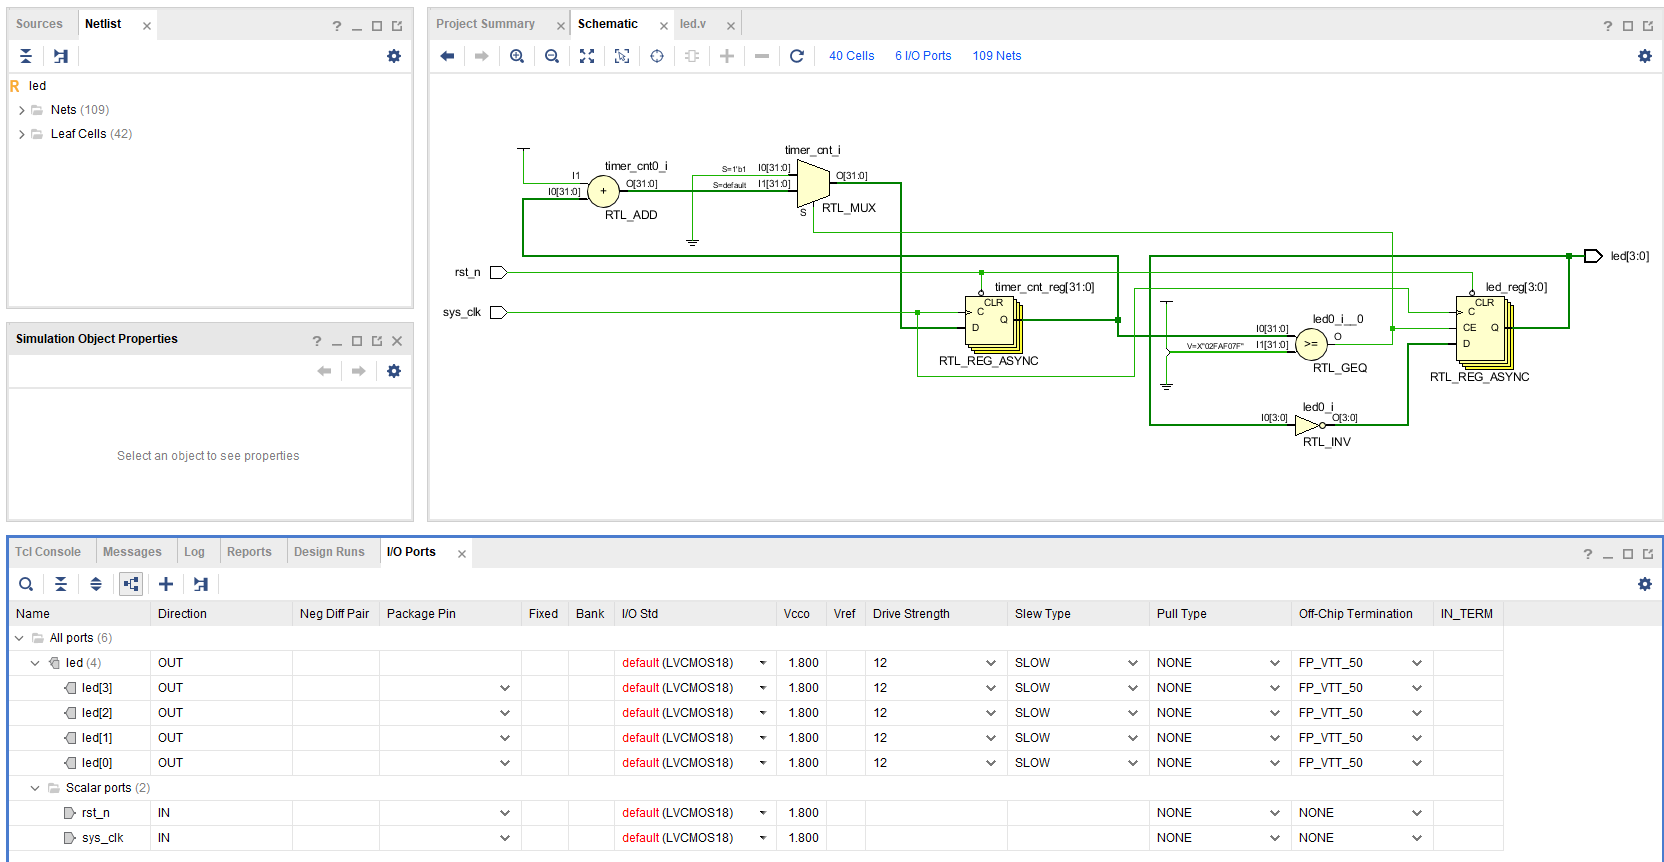 Sources Netlist
R led
Nets (109)
Leaf Cells (42)
Simulation Object Properties
Select an object to see properties
Project Summary Schematic led.v
40 Cells 6 I/O Ports 109 Nets
timer_cnt_i
timer_cnt0_i
I1
I0[31:0]
+
O[31:0]
RTL_ADD
S=1'b1
I0[31:0]
S=default
I1[31:0]
O[31:0]
S
RTL_MUX
led[3:0]
rst_n
sys_clk
timer_cnt_reg[31:0]
CLR
C
Q
D
RTL_REG_ASYNC
led0_i__0
I0[31:0]
V=X"02FAF07F"
I1[31:0]
>=
O
RTL_GEQ
led_reg[3:0]
CLR
C
CE
Q
D
RTL_REG_ASYNC
led0_i
I0[3:0]
O[3:0]
RTL_INV
Tcl Console Messages Log Reports Design Runs I/O Ports
Name Direction Neg Diff Pair Package Pin Fixed Bank I/O Std Vcco Vref Drive Strength Slew Type Pull Type Off-Chip Termination IN_TERM
All ports (6)
led (4) OUT default (LVCMOS18) 1.800 12 SLOW NONE FP_VTT_50
led[3] OUT default (LVCMOS18) 1.800 12 SLOW NONE FP_VTT_50
led[2] OUT default (LVCMOS18) 1.800 12 SLOW NONE FP_VTT_50
led[1] OUT default (LVCMOS18) 1.800 12 SLOW NONE FP_VTT_50
led[0] OUT default (LVCMOS18) 1.800 12 SLOW NONE FP_VTT_50
Scalar ports (2)
rst_n IN default (LVCMOS18) 1.800 NONE NONE
sys_clk IN default (LVCMOS18) 1.800 NONE NONE